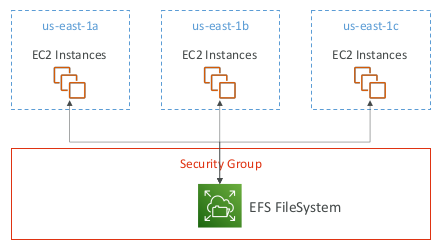 us-east-1a
us-east-1b
us-east-1c
EC2 Instances
EC2 Instances
EC2 Instances
Security Group
EFS FileSystem